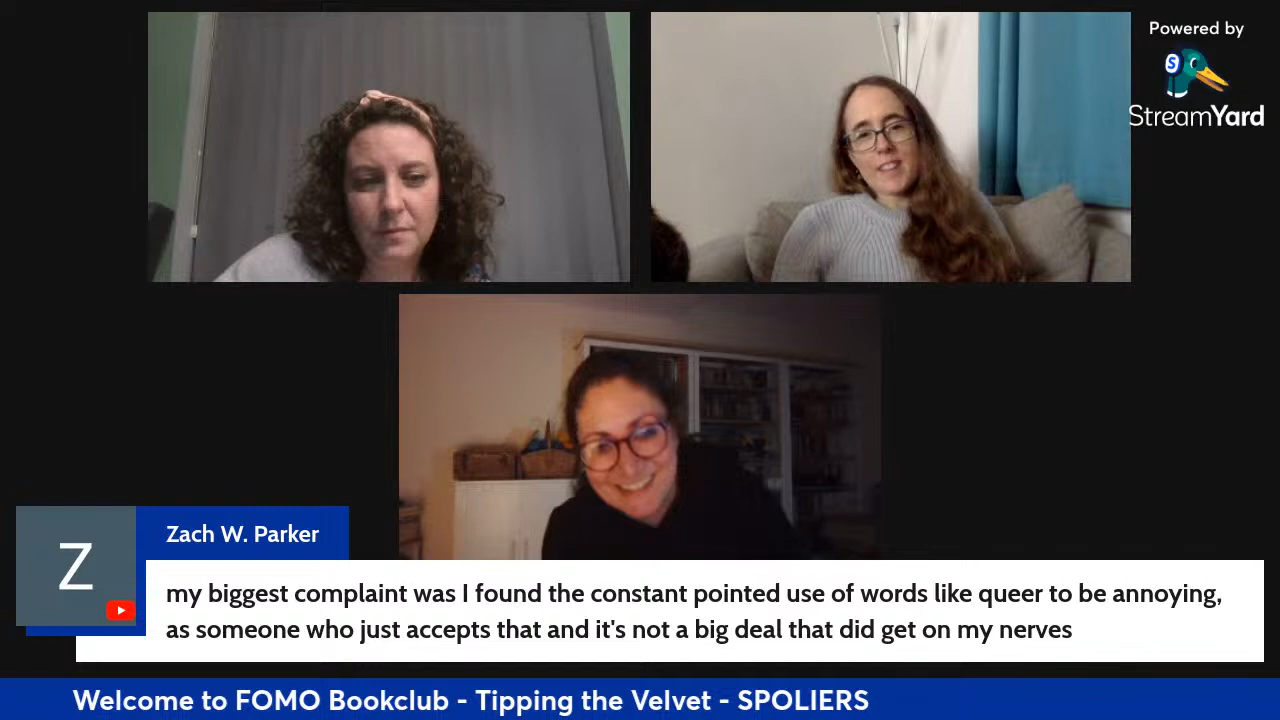 Powered by
S
StreamYard
Zach W. Parker
Z
my biggest complaint was I found the constant pointed use of words like queer to be annoying,
as someone who just accepts that and it's not a big deal that did get on my nerves
Welcome to FOMO Bookclub - Tipping the Velvet - SPOLIERS